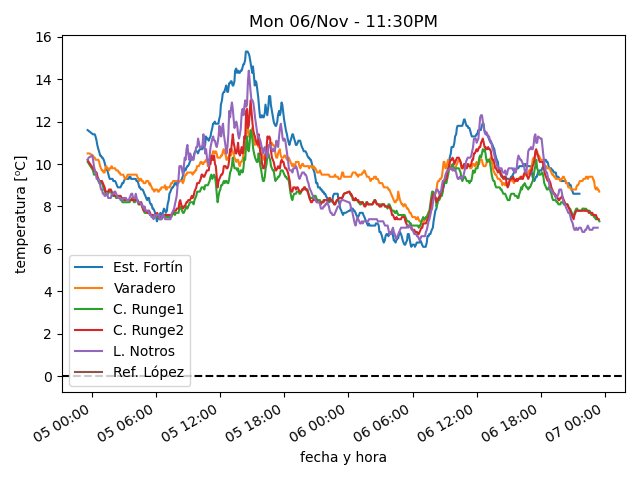 Mon 06/Nov - 11:30PM
temperatura [ºC]
16
14
12
10
8
6
4
2
0
Est. Fortín
Varadero
C. Runge1
C. Runge2
L. Notros
Ref. López
05 00:00
05 06:00
05 12:00
05 18:00
06 00:00
06 06:00
06 12:00
06 18:00
07 00:00
fecha y hora